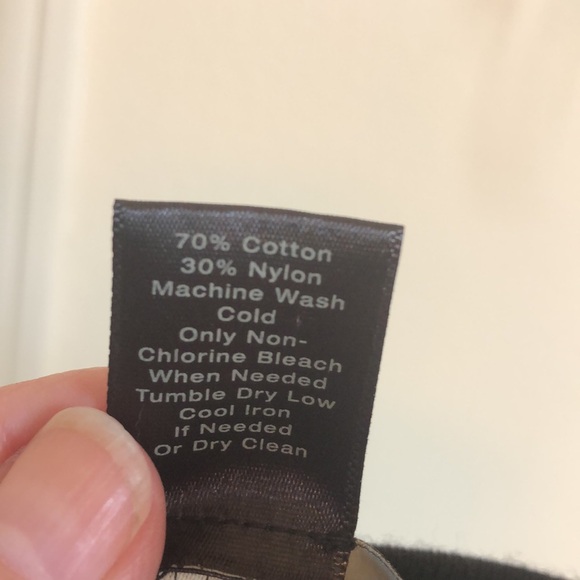 70% Cotton
30% Nylon
Machine Wash
Cold
Only Non-
Chlorine Bleach
When Needed
Tumble Dry Low
Cool Iron
If Needed
Or Dry Clean